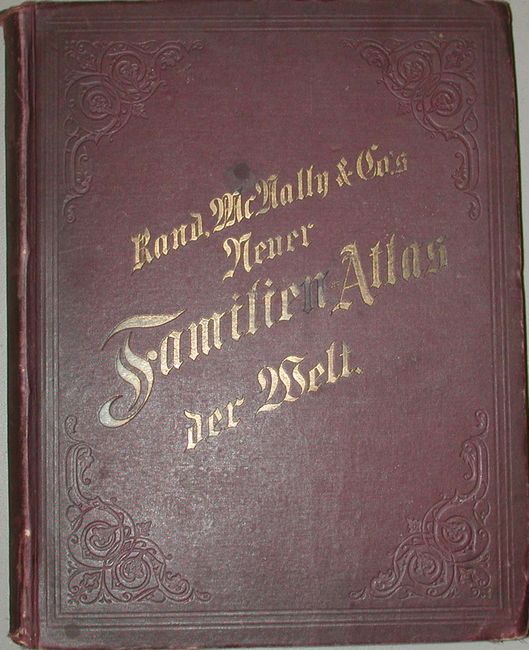 Rand, McNally & Co's
Neuer
Familien-Atlas
der Welt.